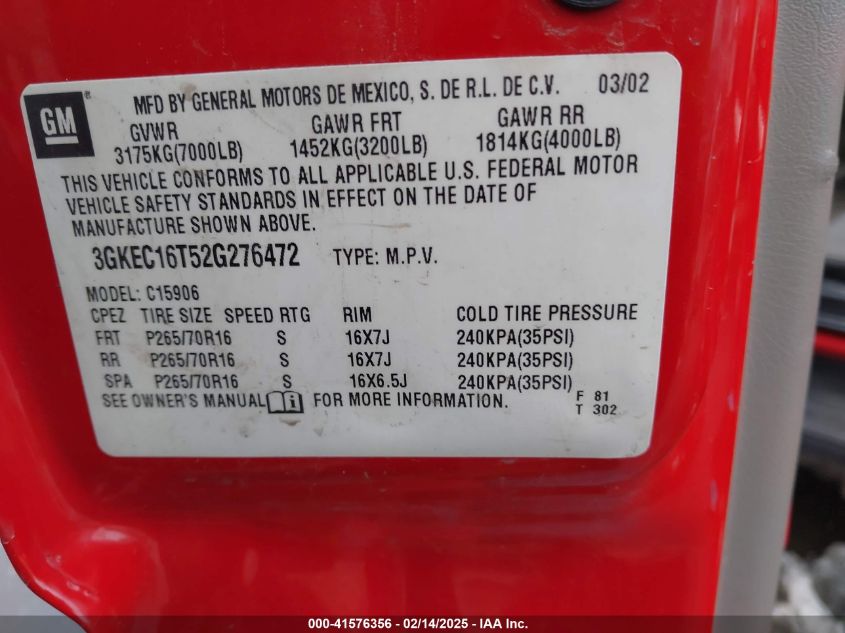 GM®
MFD BY GENERAL MOTORS DE MEXICO, S. DE R.L. DE C.V. 03/02
GVWR GAWR FRT GAWR RR
3175KG(7000LB) 1452KG(3200LB) 1814KG(4000LB)
THIS VEHICLE CONFORMS TO ALL APPLICABLE U.S. FEDERAL MOTOR
VEHICLE SAFETY STANDARDS IN EFFECT ON THE DATE OF
MANUFACTURE SHOWN ABOVE.
3GKEC16T52G276472 TYPE: M.P.V.
MODEL: C15906
CPEZ TIRE SIZE SPEED RTG RIM COLD TIRE PRESSURE
FRT P265/70R16 S 16X7J 240KPA(35PSI)
RR P265/70R16 S 16X7J 240KPA(35PSI)
SPA P265/70R16 S 16X6.5J 240KPA(35PSI)
SEE OWNER'S MANUAL i FOR MORE INFORMATION. F 81
T 302
000-41576356 - 02/14/2025 - IAA Inc.